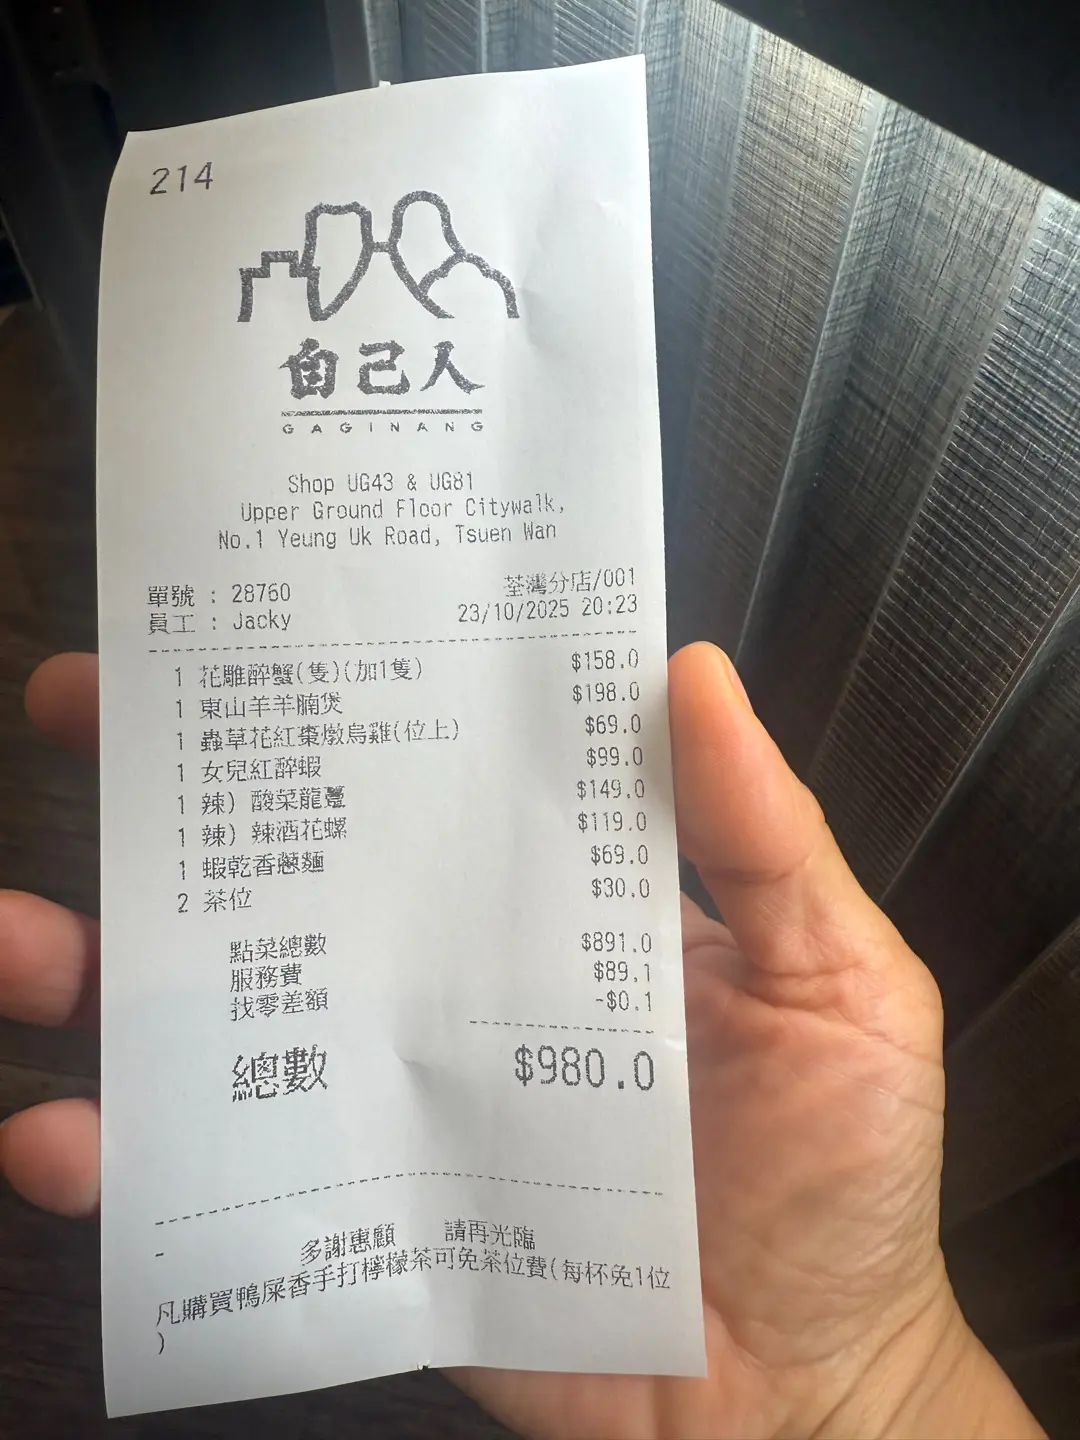 214
自己人
GAGINANG
Shop UG43 & UG81
Upper Ground Floor Citywalk,
No.1 Yeung Uk Road, Tsuen Wan
單號 : 28760 荃灣分店/001
員工 : Jacky 23/10/2025 20:23
1 花雕醉蟹(隻)(加1隻) $158.0
1 東山羊羊腩煲 $198.0
1 蟲草花紅棗燉烏雞(位上) $69.0
1 女兒紅醉蝦 $99.0
1 辣) 酸菜龍躉 $149.0
1 辣) 辣酒花螺 $119.0
1 蝦乾香蔥麵 $69.0
2 茶位 $30.0
點菜總數 $891.0
服務費 $89.1
找零差額 -$0.1
總數 $980.0
- 多謝惠顧 請再光臨
凡購買鴨屎香手打檸檬茶可免茶位費(每杯免1位
)